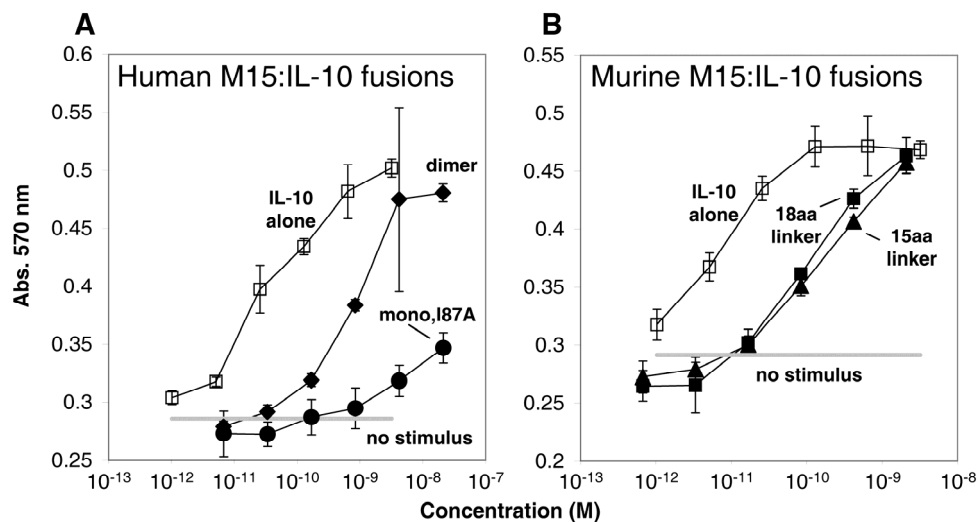 A
B
Human M15:IL-10 fusions
Murine M15:IL-10 fusions
Abs. 570 nm
0.6
0.55
0.5
0.45
0.4
0.35
0.3
0.25
IL-10
alone
dimer
mono,I87A
no stimulus
10⁻¹³
10⁻¹²
10⁻¹¹
10⁻¹⁰
10⁻⁹
10⁻⁸
10⁻⁷
0.55
0.5
0.45
0.4
0.35
0.3
0.25
0.2
IL-10
alone
18aa
linker
15aa
linker
no stimulus
10⁻¹³
10⁻¹²
10⁻¹¹
10⁻¹⁰
10⁻⁹
10⁻⁸
Concentration (M)